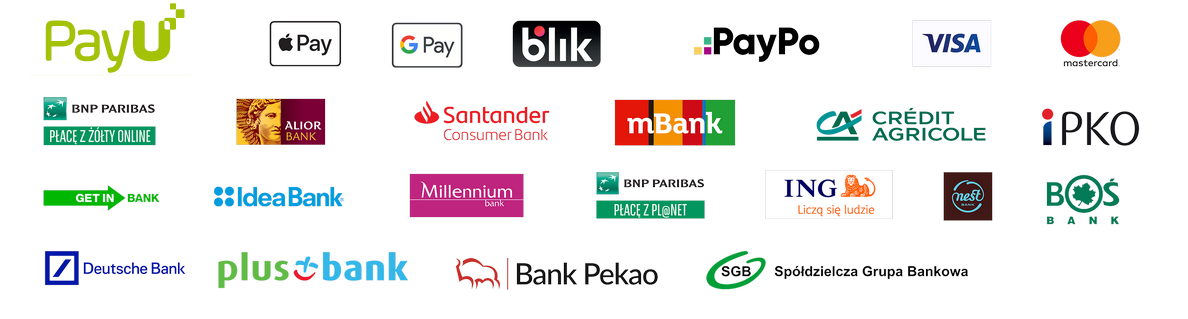 PayU
Pay
G Pay
blik
PayPo
VISA
mastercard.
BNP PARIBAS
PŁACĘ Z ŻÓŁTY ONLINE
ALIOR
BANK
Santander
Consumer Bank
mBank
CRÉDIT
AGRICOLE
iPKO
GET IN BANK
IdeaBank
Millennium
bank
BNP PARIBAS
PŁACĘ Z PL@NET
ING
Liczą się ludzie
nest
BANK
BOŚ
BANK
Deutsche Bank
plus bank
Bank Pekao
SGB
Spółdzielcza Grupa Bankowa